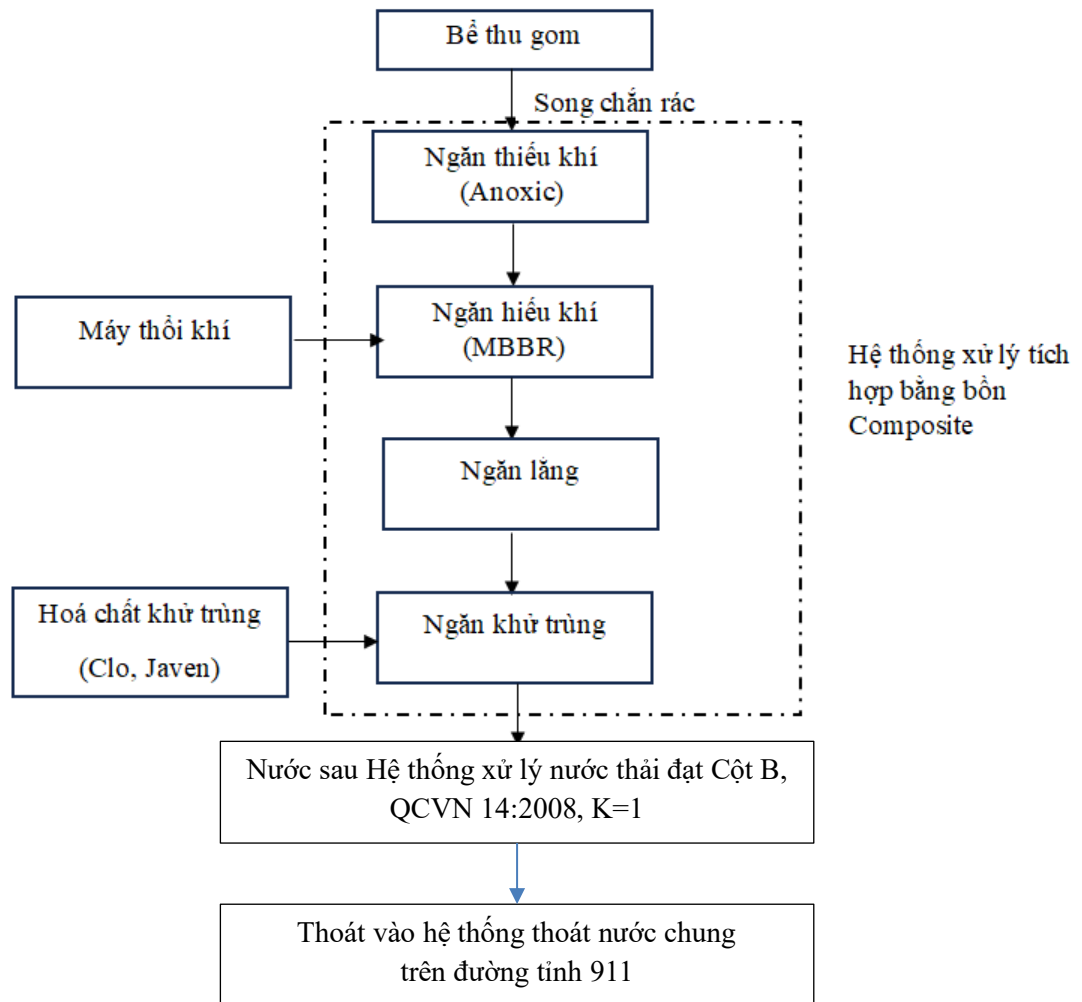 Bể thu gom
Song chắn rác
Ngăn thiếu khí
(Anoxic)
Máy thổi khí
Ngăn hiếu khí
(MBBR)
Hệ thống xử lý tích
hợp bằng bồn
Composite
Ngăn lắng
Hoá chất khử trùng
(Clo, Javen)
Ngăn khử trùng
Nước sau Hệ thống xử lý nước thải đạt Cột B,
QCVN 14:2008, K=1
Thoát vào hệ thống thoát nước chung
trên đường tỉnh 911